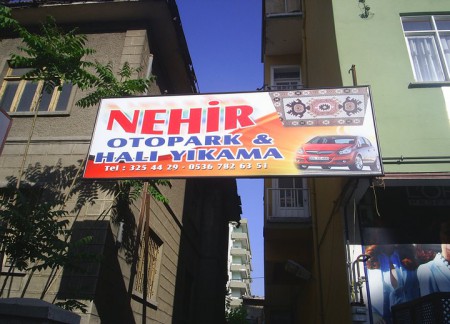 NEHİR
OTOPARK &
HALI YIKAMA
Tel : 325 44 29 - 0536 782 63 51